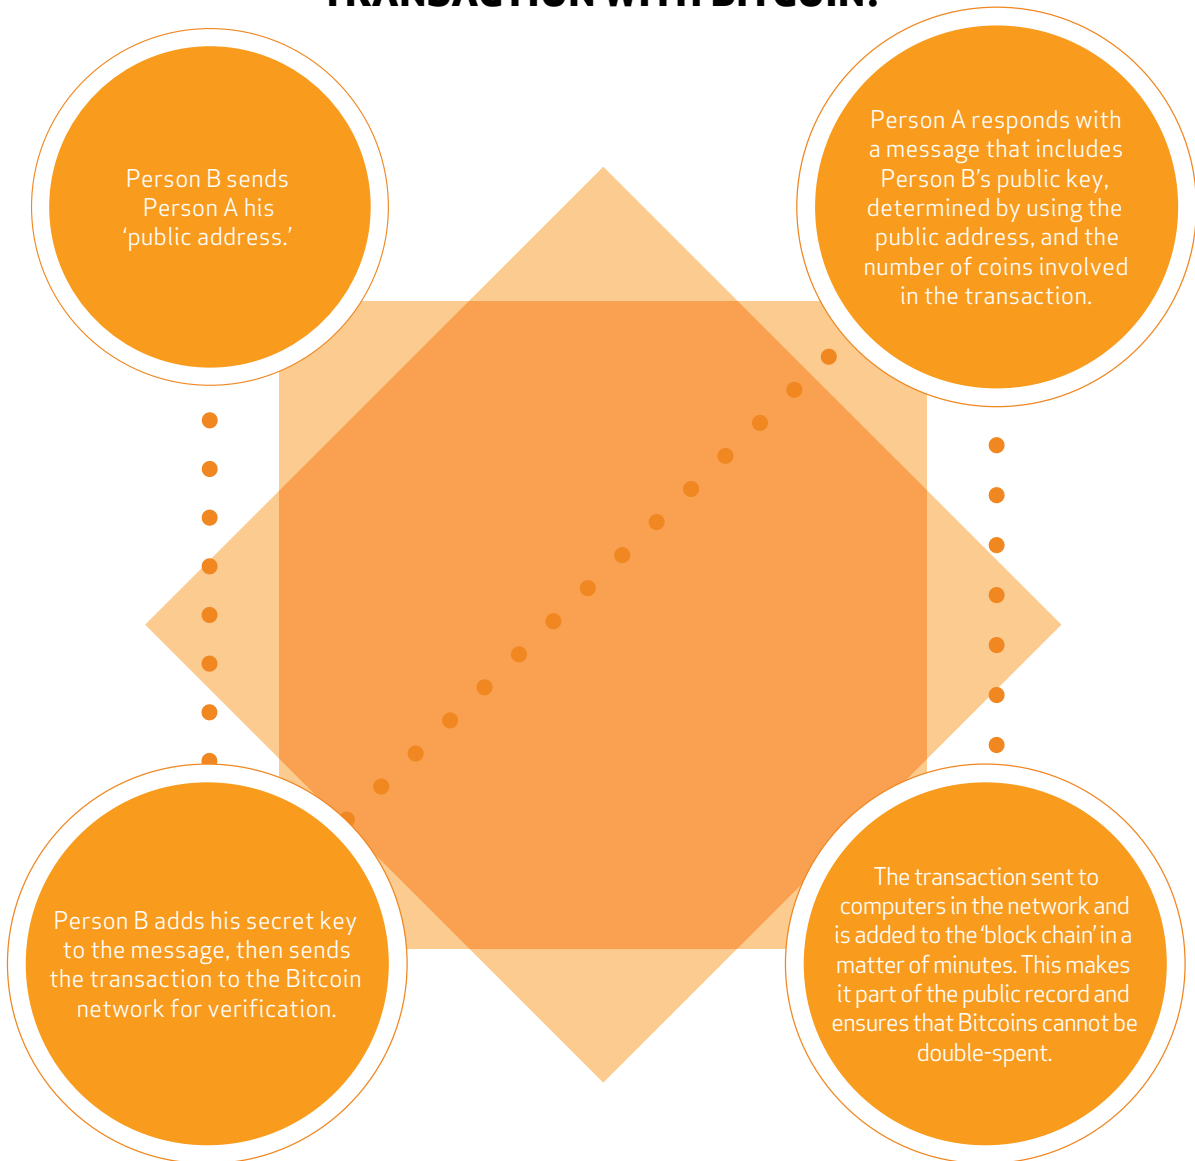 TRANSACTION WITH BITCOIN?
Person B sends
Person A his
‘public address.’
Person A responds with
a message that includes
Person B’s public key,
determined by using the
public address, and the
number of coins involved
in the transaction.
Person B adds his secret key
to the message, then sends
the transaction to the Bitcoin
network for verification.
The transaction sent to
computers in the network and
is added to the ‘block chain’ in a
matter of minutes. This makes
it part of the public record and
ensures that Bitcoins cannot be
double-spent.